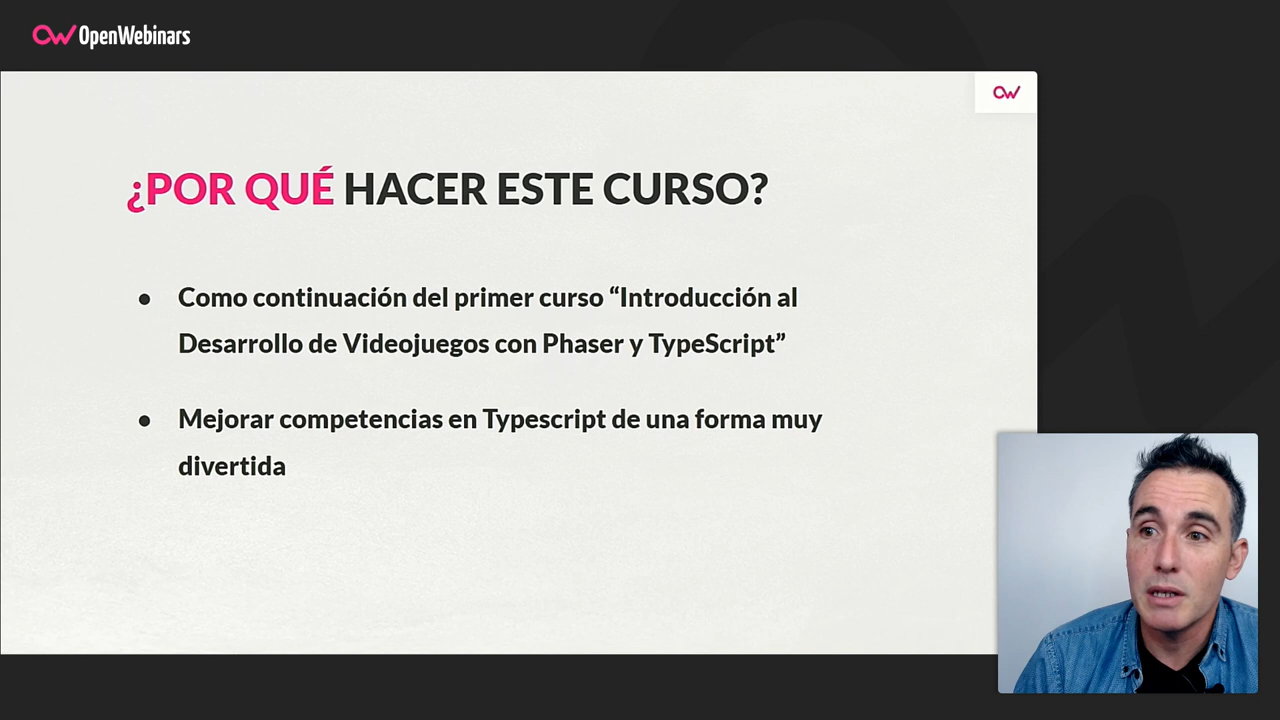 OpenWebinars
¿POR QUÉ HACER ESTE CURSO?
● Como continuación del primer curso “Introducción al
Desarrollo de Videojuegos con Phaser y TypeScript”
● Mejorar competencias en Typescript de una forma muy
divertida